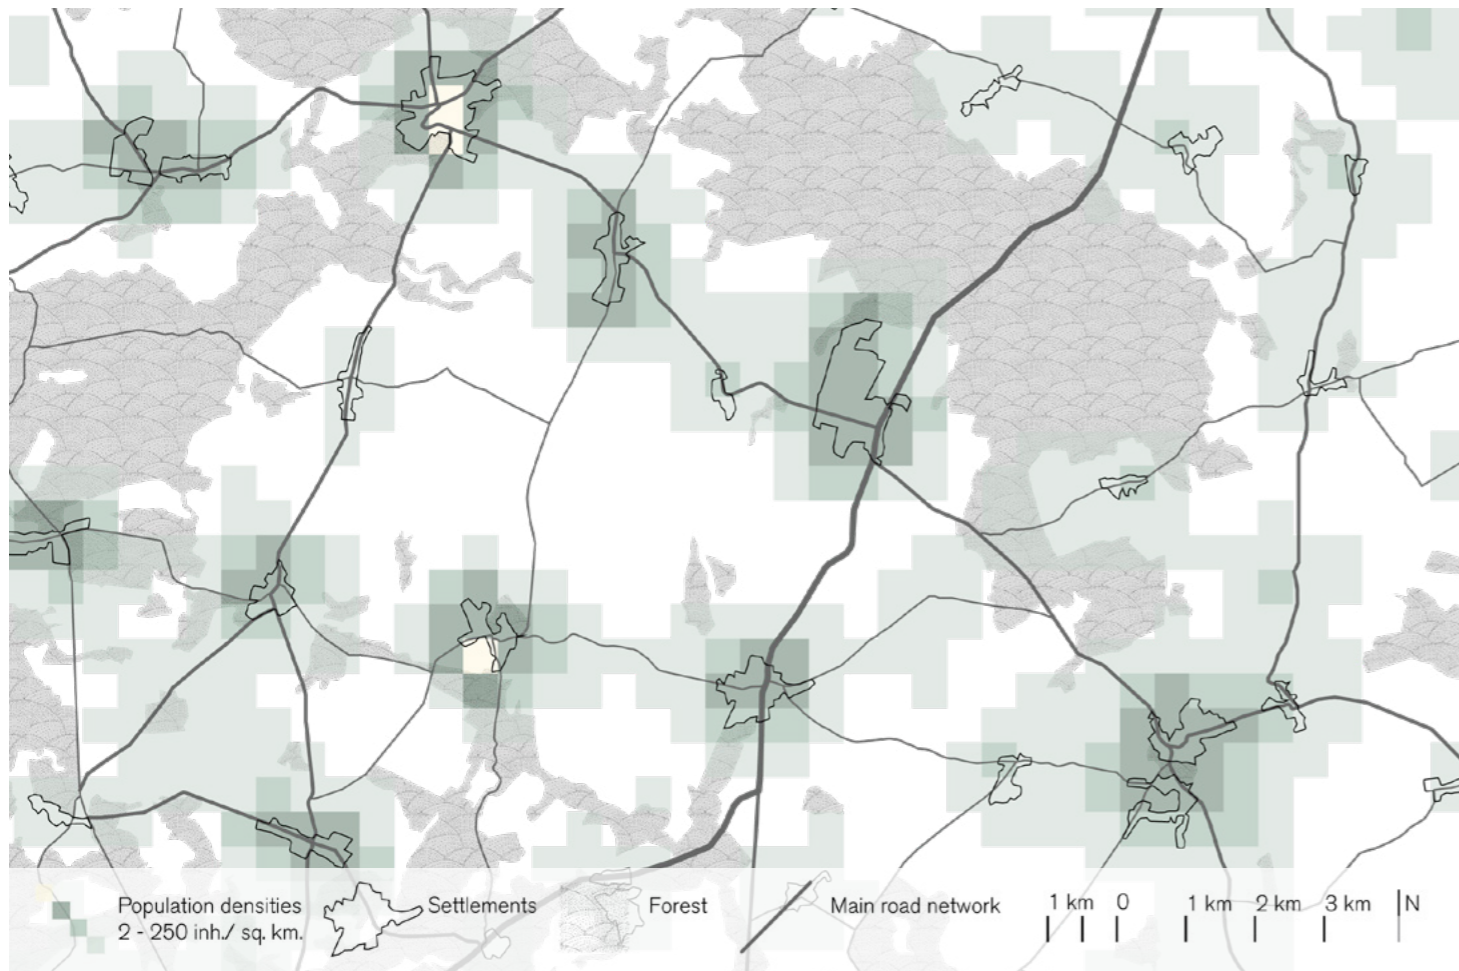 Population densities
2 - 250 inh./ sq. km.
Settlements
Forest
Main road network
1 km 0 1 km 2 km 3 km N